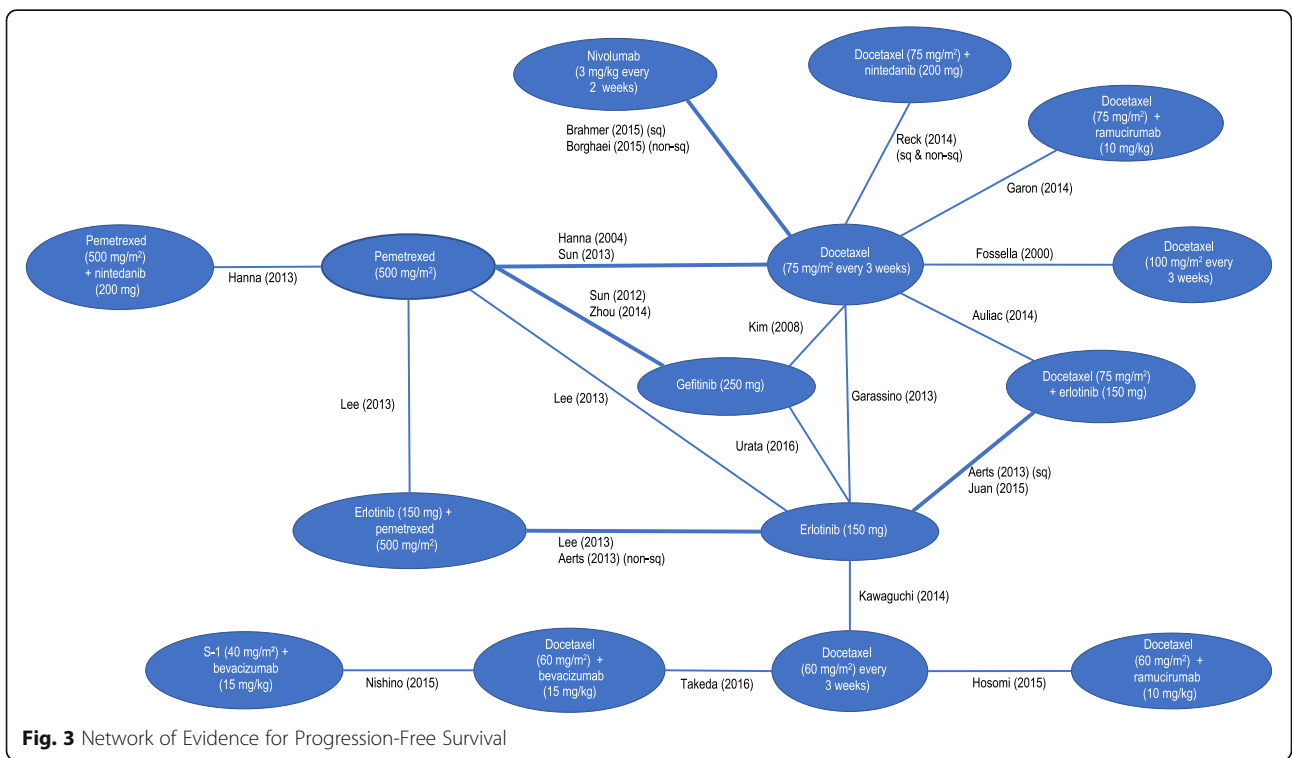 Nivolumab
(3 mg/kg every
2 weeks)
Docetaxel (75 mg/m²) +
nintedanib (200 mg)
Docetaxel
(75 mg/m²) +
ramucirumab
(10 mg/kg)
Brahmer (2015) (sq)
Borghaei (2015) (non-sq)
Reck (2014)
(sq & non-sq)
Garon (2014)
Pemetrexed
(500 mg/m²)
+ nintedanib
(200 mg)
Hanna (2013)
Pemetrexed
(500 mg/m²)
Hanna (2004)
Sun (2013)
Docetaxel
(75 mg/m² every 3 weeks)
Fossella (2000)
Docetaxel
(100 mg/m² every
3 weeks)
Sun (2012)
Zhou (2014)
Kim (2008)
Auliac (2014)
Gefitinib (250 mg)
Docetaxel (75 mg/m²)
+ erlotinib (150 mg)
Lee (2013)
Lee (2013)
Garassino (2013)
Urata (2016)
Aerts (2013) (sq)
Juan (2015)
Erlotinib (150 mg) +
pemetrexed
(500 mg/m²)
Lee (2013)
Aerts (2013) (non-sq)
Erlotinib (150 mg)
Kawaguchi (2014)
S-1 (40 mg/m²) +
bevacizumab
(15 mg/kg)
Nishino (2015)
Docetaxel
(60 mg/m²) +
bevacizumab
(15 mg/kg)
Takeda (2016)
Docetaxel
(60 mg/m²) every
3 weeks)
Hosomi (2015)
Docetaxel
(60 mg/m²) +
ramucirumab
(10 mg/kg)
Fig. 3 Network of Evidence for Progression-Free Survival